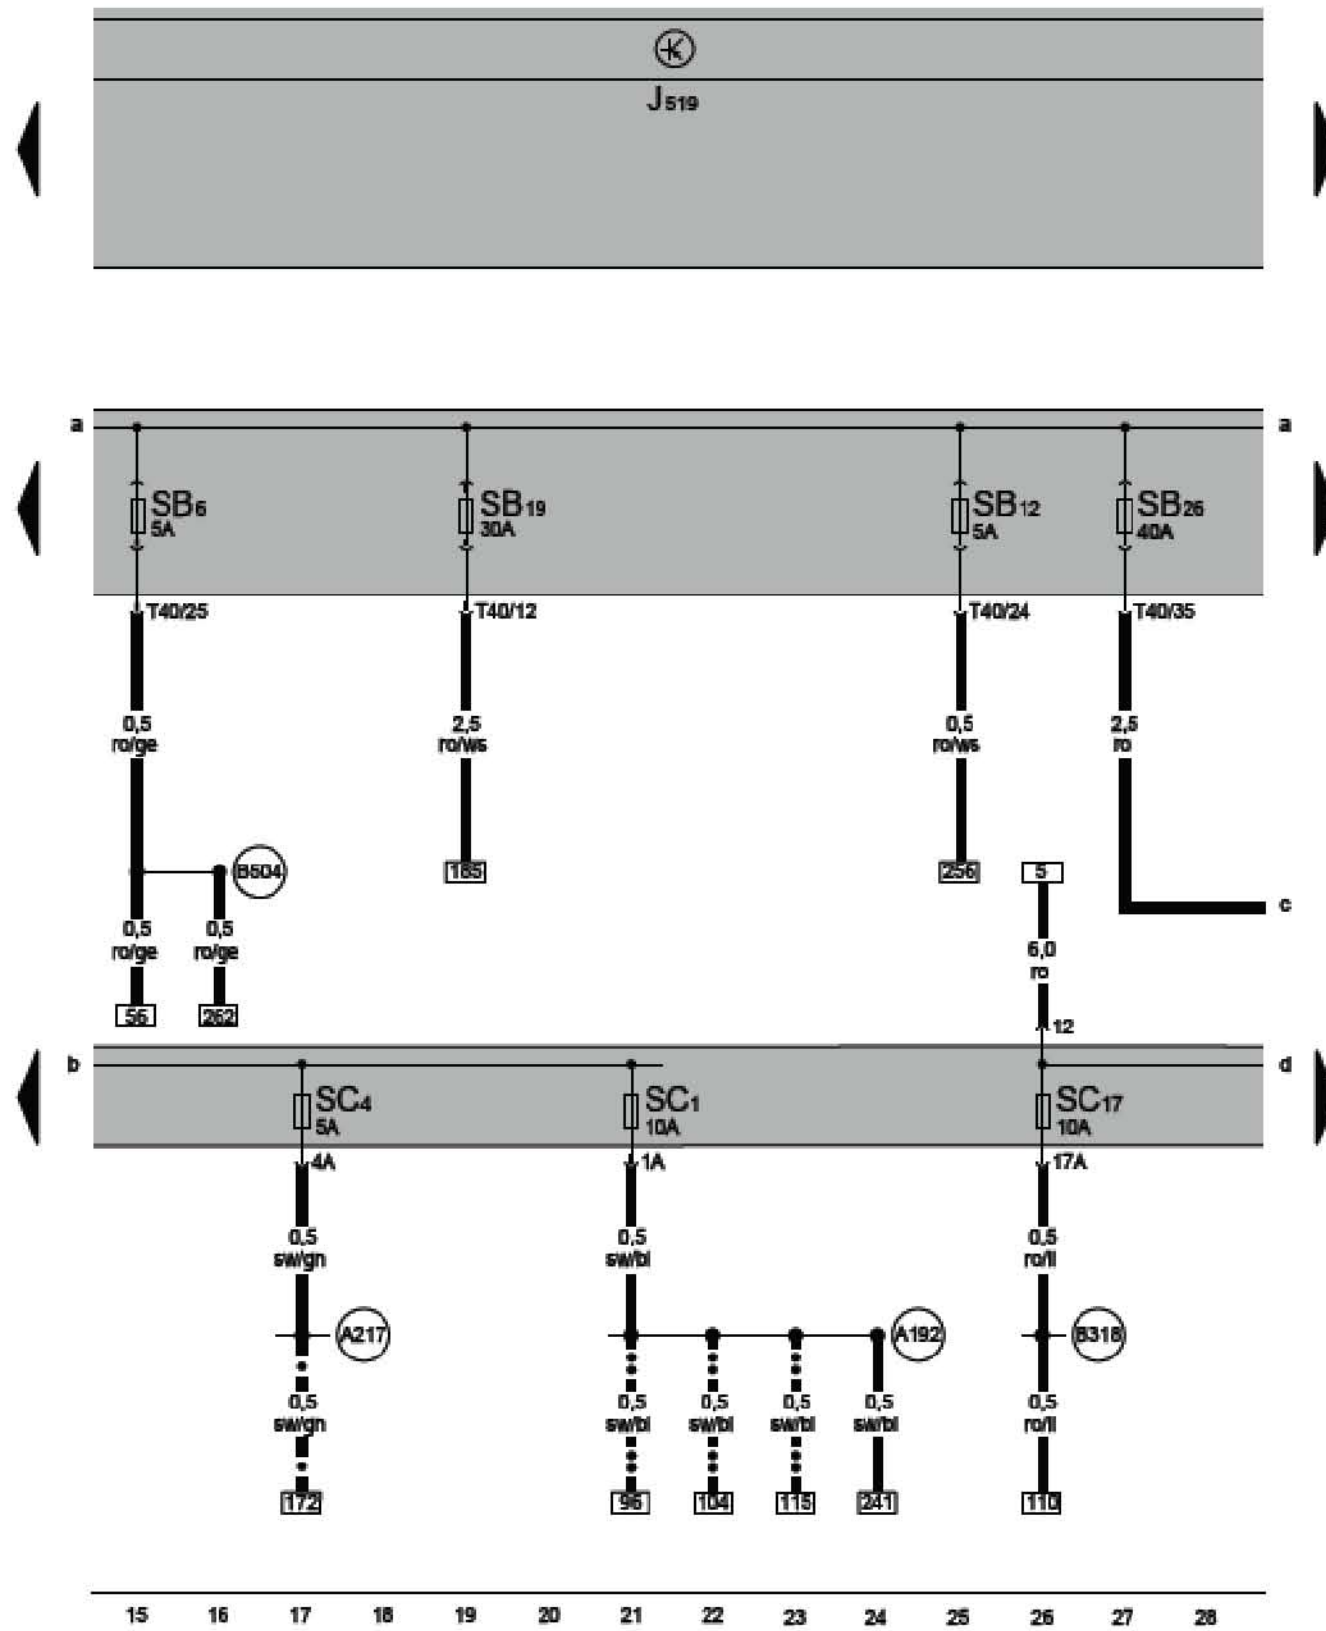 K
J519
a a
SB6 SB19 SB12 SB26
5A 30A 5A 40A
T40/25 T40/12 T40/24 T40/35
0,5 2,5 0,5 2,5
ro/ge ro/ws ro/ws ro
B504 185 256 5
c
0,5 0,5
ro/ge ro/ge
6,0
ro
56 262
12
b d
SC4 SC1 SC17
5A 10A 10A
4A 1A 17A
0,5 0,5 0,5
sw/gn sw/bl ro/li
A217 A192 B318
0,5 0,5 0,5 0,5 0,5 0,5
sw/gn sw/bl sw/bl sw/bl sw/bl ro/li
172 96 104 115 241 110
15 16 17 18 19 20 21 22 23 24 25 26 27 28